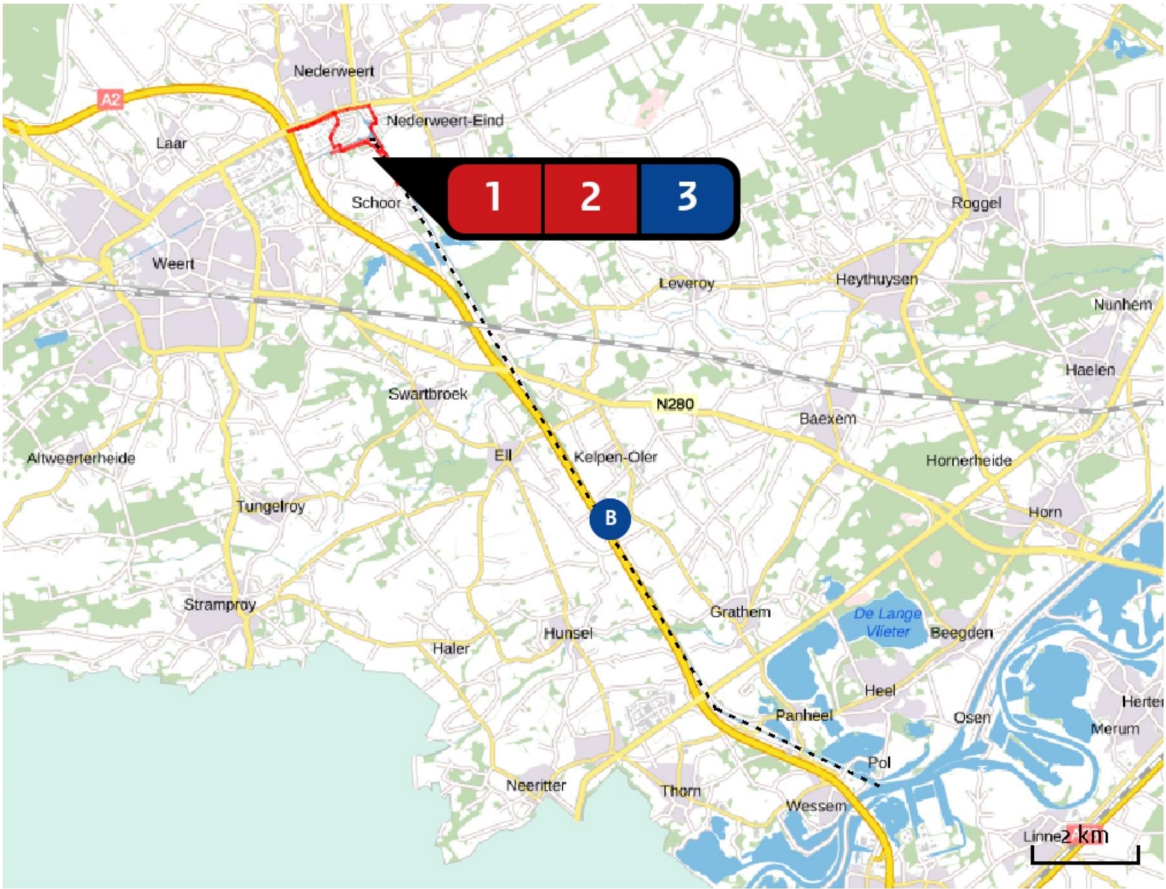 Nederweert
A2
Nederweert-Eind
Laar
1 2 3
Schoor
Roggel
Weert
Leveroy
Heythuysen
Nunhem
Haelen
Swartbroek
N280
Baexem
Ell
Kelpen-Oler
Altweerterheide
Hornerheide
Tungelroy
Horn
B
Stramproy
Grathem
De Lange
Vlieter
Beegden
Hunsel
Haler
Heel
Herten
Panheel
Osen
Merum
Pol
Neeritter
Thorn
Wessem
Linne
2 km